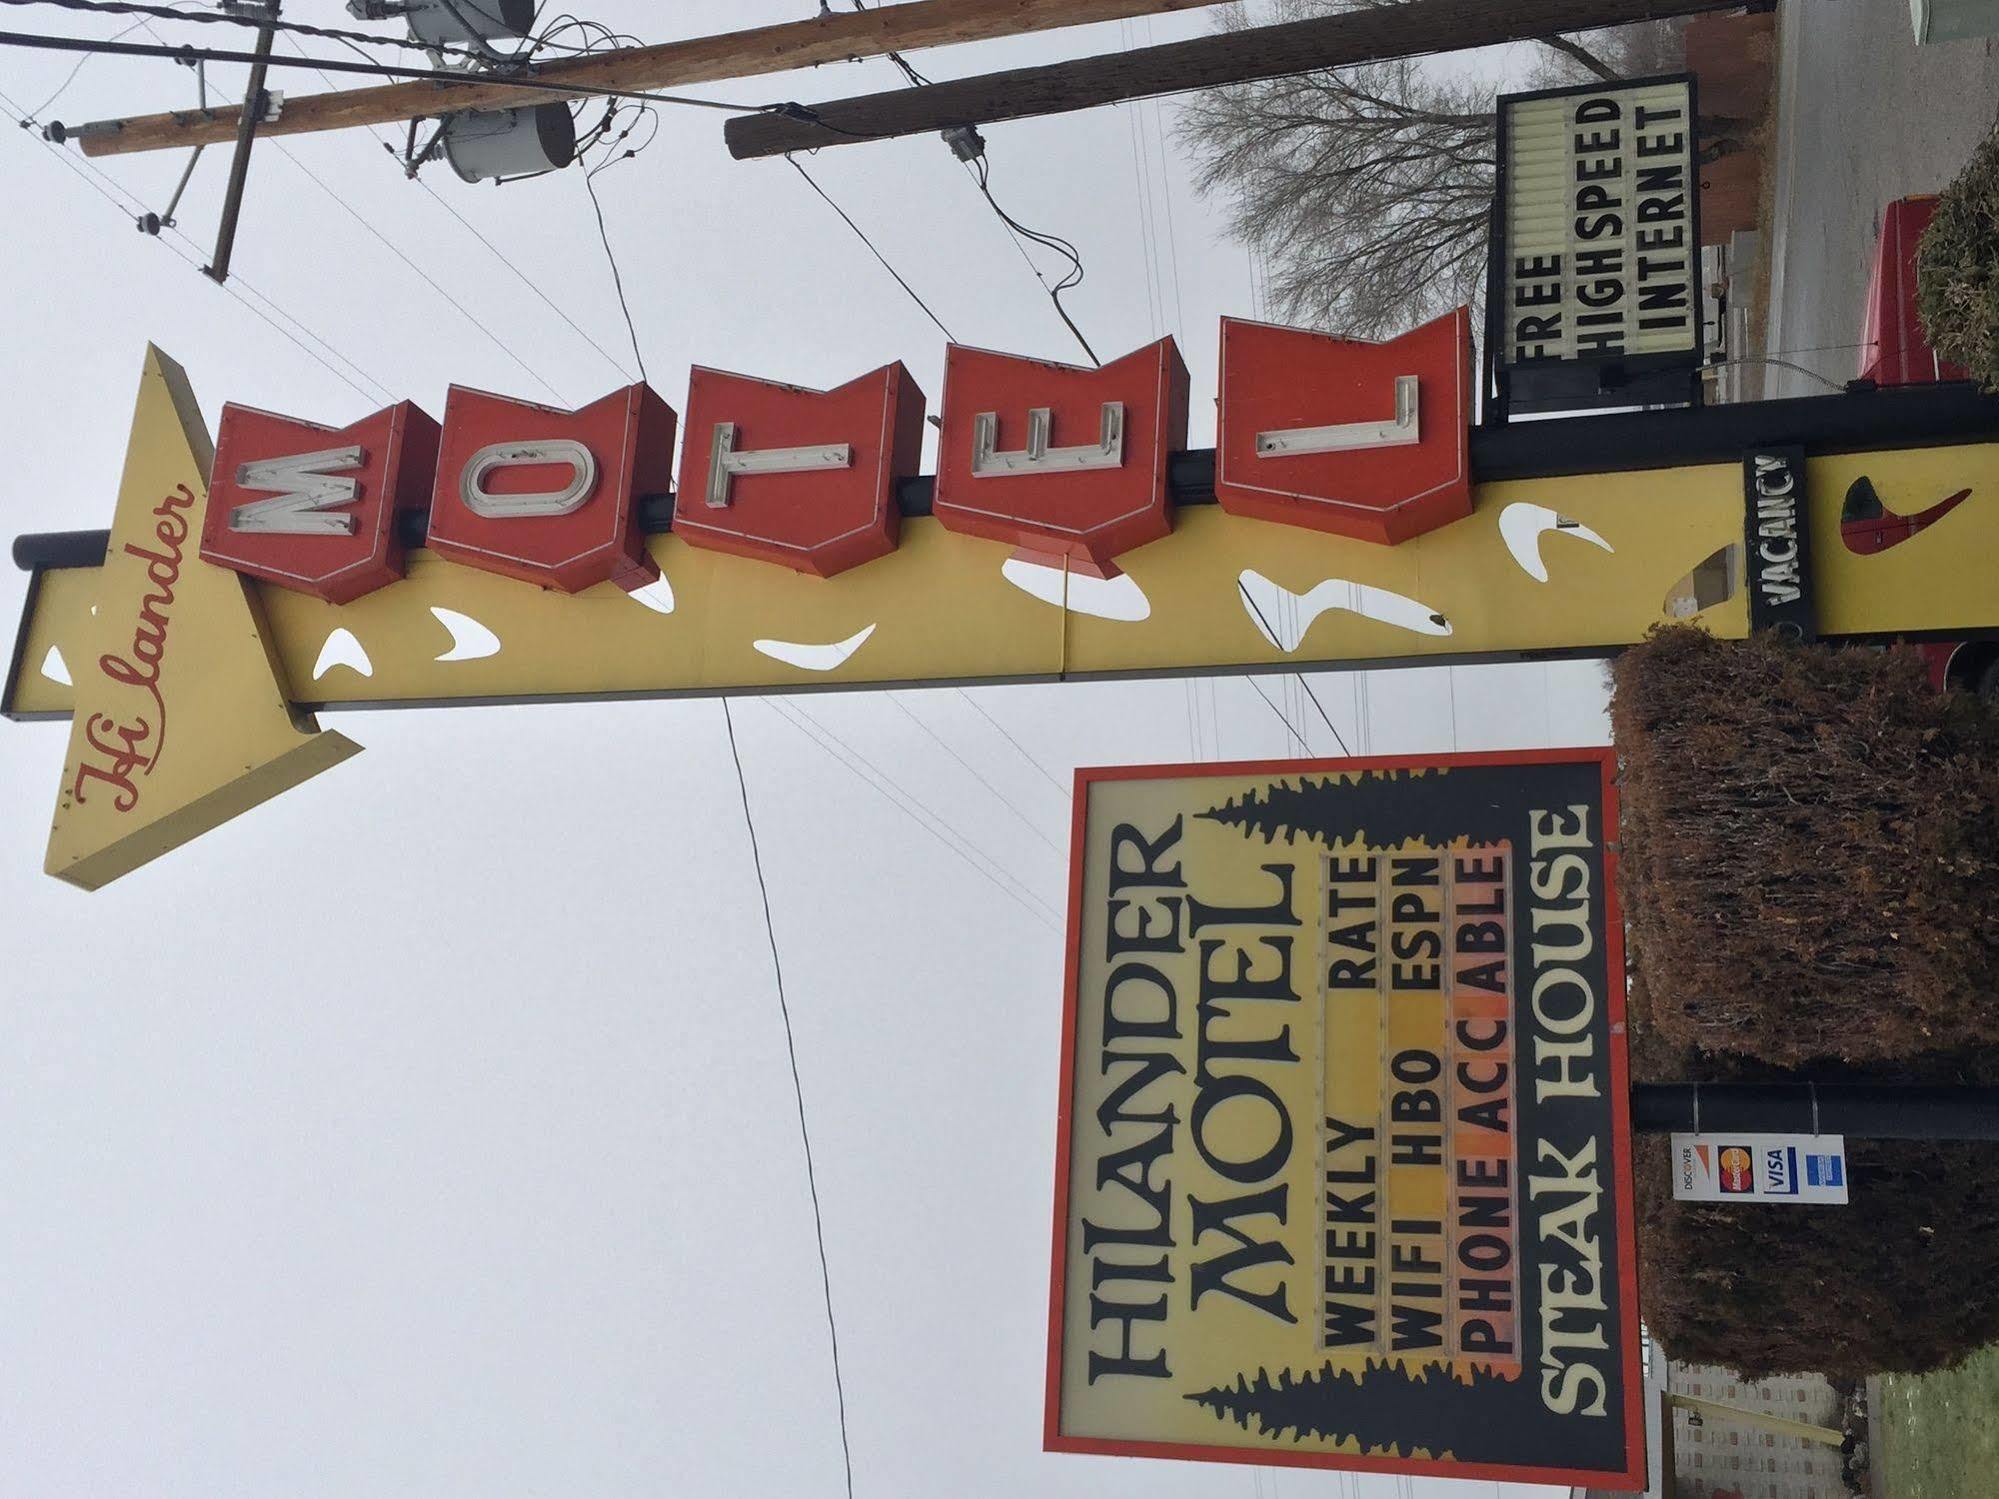 Hi lander
MOTEL
VACANCY
FREE
HIGHSPEED
INTERNET
HILANDER
MOTEL
WEEKLY RATE
WIFI HBO ESPN
PHONE ACC ABLE
STEAK HOUSE
DISCOVER
MasterCard
VISA